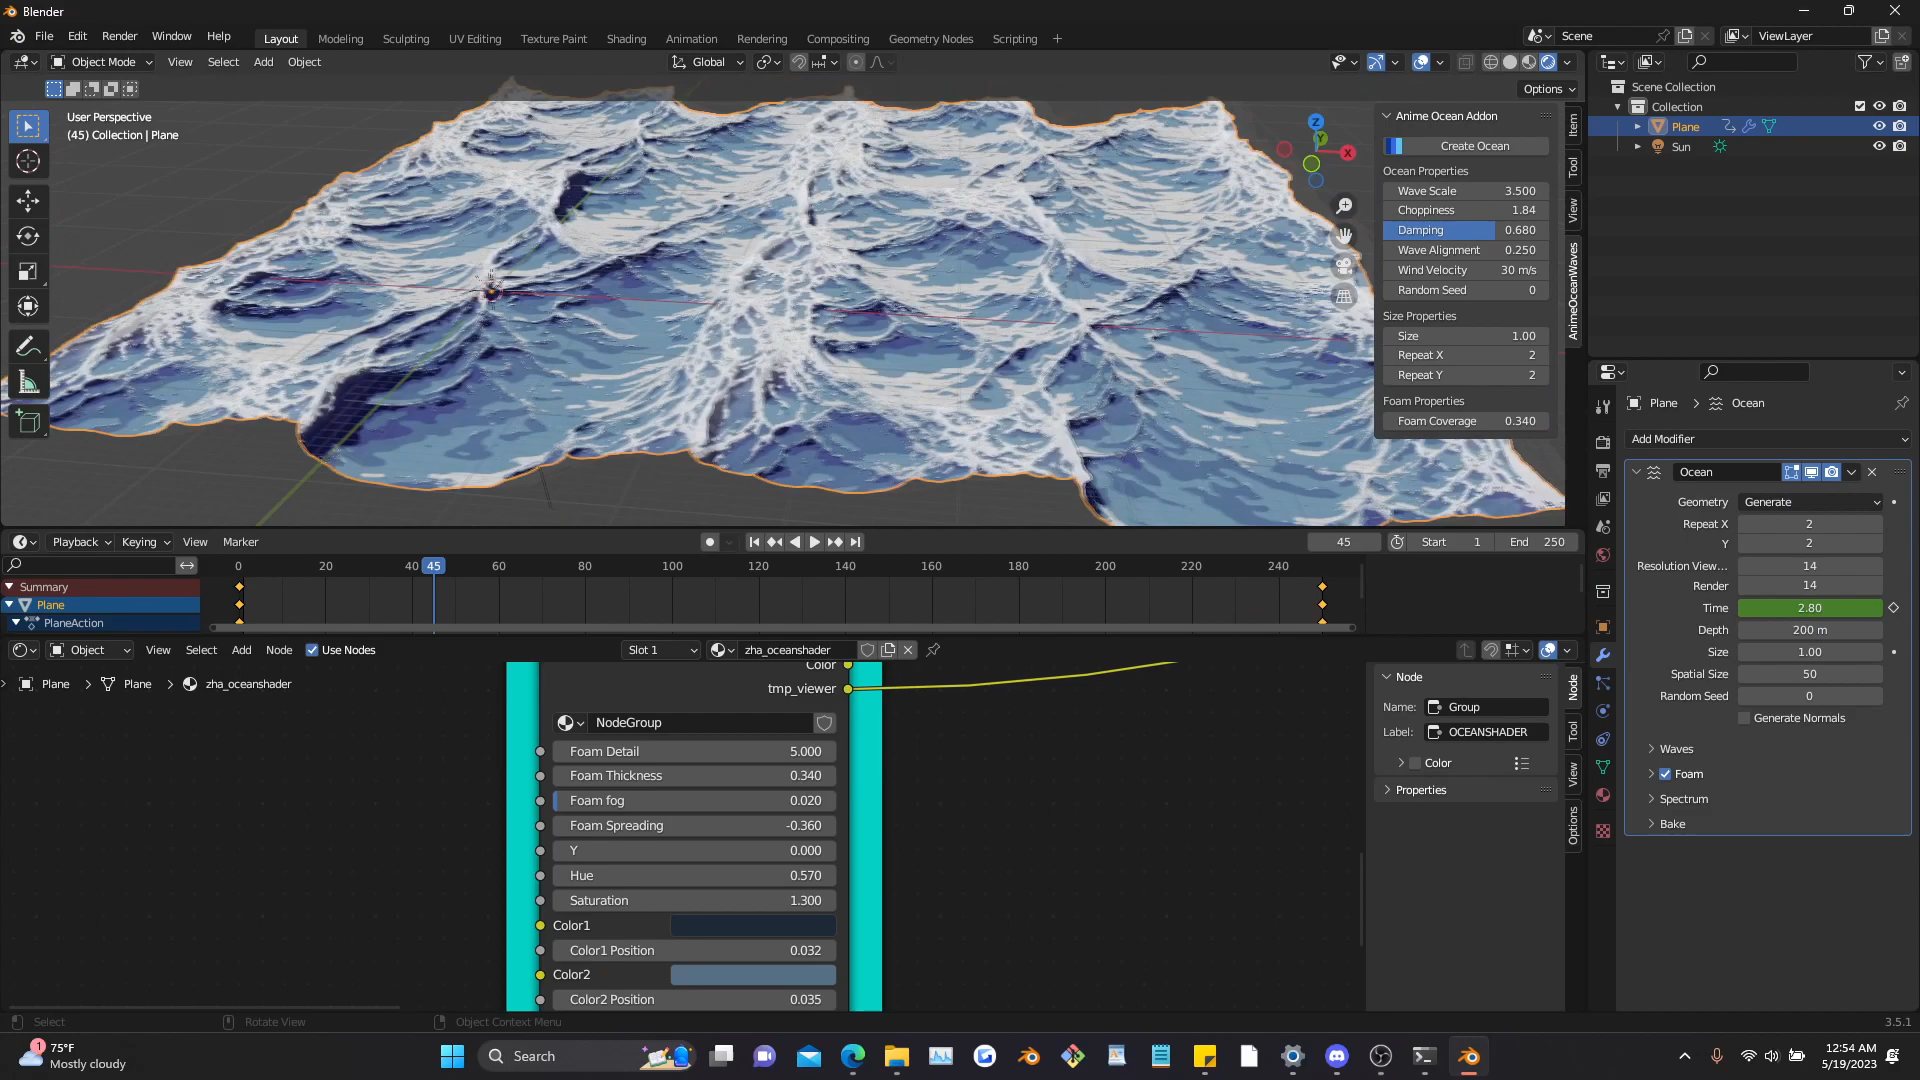 Blender
File Edit Render Window Help
Layout Modeling Sculpting UV Editing Texture Paint Shading Animation Rendering Compositing Geometry Nodes Scripting
Scene
ViewLayer
Object Mode View Select Add Object
Global
Options
User Perspective
(45) Collection | Plane
Z
Y
X
Anime Ocean Addon
Create Ocean
Ocean Properties
Wave Scale 3.500
Choppiness 1.84
Damping 0.680
Wave Alignment 0.250
Wind Velocity 30 m/s
Random Seed 0
Size Properties
Size 1.00
Repeat X 2
Repeat Y 2
Foam Properties
Foam Coverage 0.340
Item
Tool
View
AnimeOceanWaves
Scene Collection
Collection
Plane
Sun
Plane > Ocean
Add Modifier
Ocean
Geometry Generate
Repeat X 2
Y 2
Resolution View... 14
Render 14
Time 2.80
Depth 200 m
Size 1.00
Spatial Size 50
Random Seed 0
Generate Normals
Waves
Foam
Spectrum
Bake
Playback Keying View Marker
45
Start 1
End 250
0 20 40 45 60 80 100 120 140 160 180 200 220 240
Summary
Plane
PlaneAction
Object View Select Add Node Use Nodes
Slot 1
zha_oceanshader
Plane > Plane > zha_oceanshader
Color
tmp_viewer
NodeGroup
Foam Detail 5.000
Foam Thickness 0.340
Foam fog 0.020
Foam Spreading -0.360
Y 0.000
Hue 0.570
Saturation 1.300
Color1
Color1 Position 0.032
Color2
Color2 Position 0.035
Node
Name: Group
Label: OCEANSHADER
Color
Properties
Node
Tool
View
Options
Select
Rotate View
Object Context Menu
3.5.1
1
75°F
Mostly cloudy
Search
12:54 AM
5/19/2023